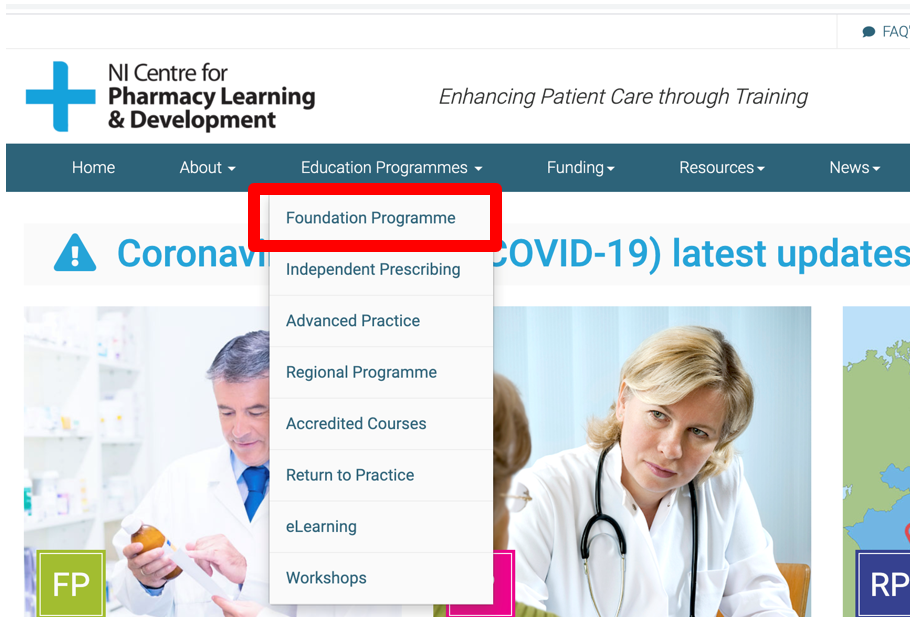 FAQ'
NI Centre for
Pharmacy Learning
& Development
Enhancing Patient Care through Training
Home About Education Programmes Funding Resources News
Foundation Programme
Coronavi COVID-19) latest updates
Independent Prescribing
Advanced Practice
Regional Programme
Accredited Courses
Return to Practice
eLearning
Workshops
FP
RP